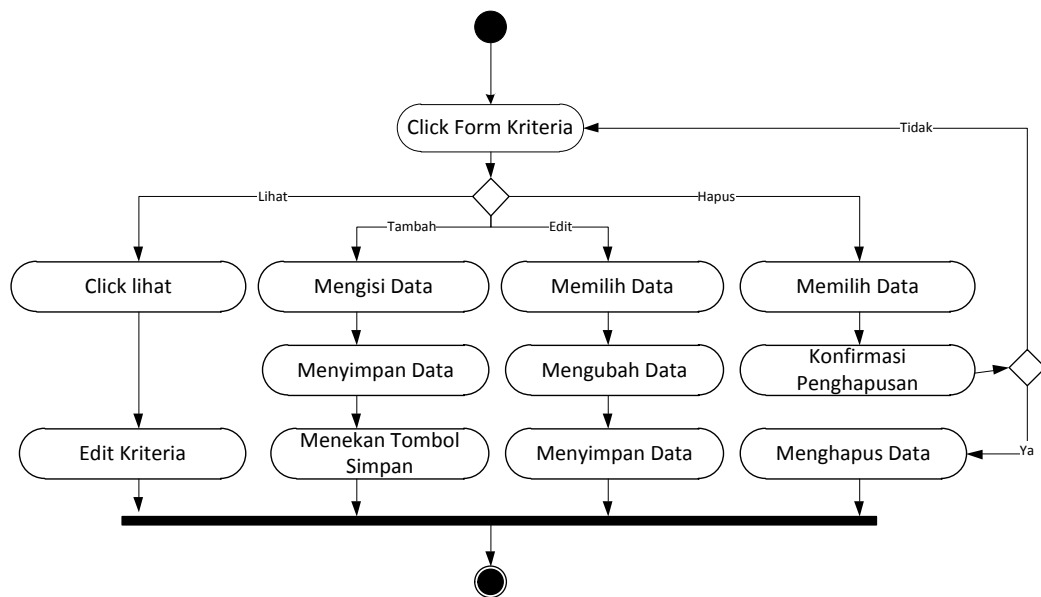 Click Form Kriteria
Tidak
Lihat
Hapus
Tambah
Edit
Click lihat
Mengisi Data
Memilih Data
Memilih Data
Menyimpan Data
Mengubah Data
Konfirmasi
Penghapusan
Edit Kriteria
Menekan Tombol
Simpan
Menyimpan Data
Menghapus Data
Ya